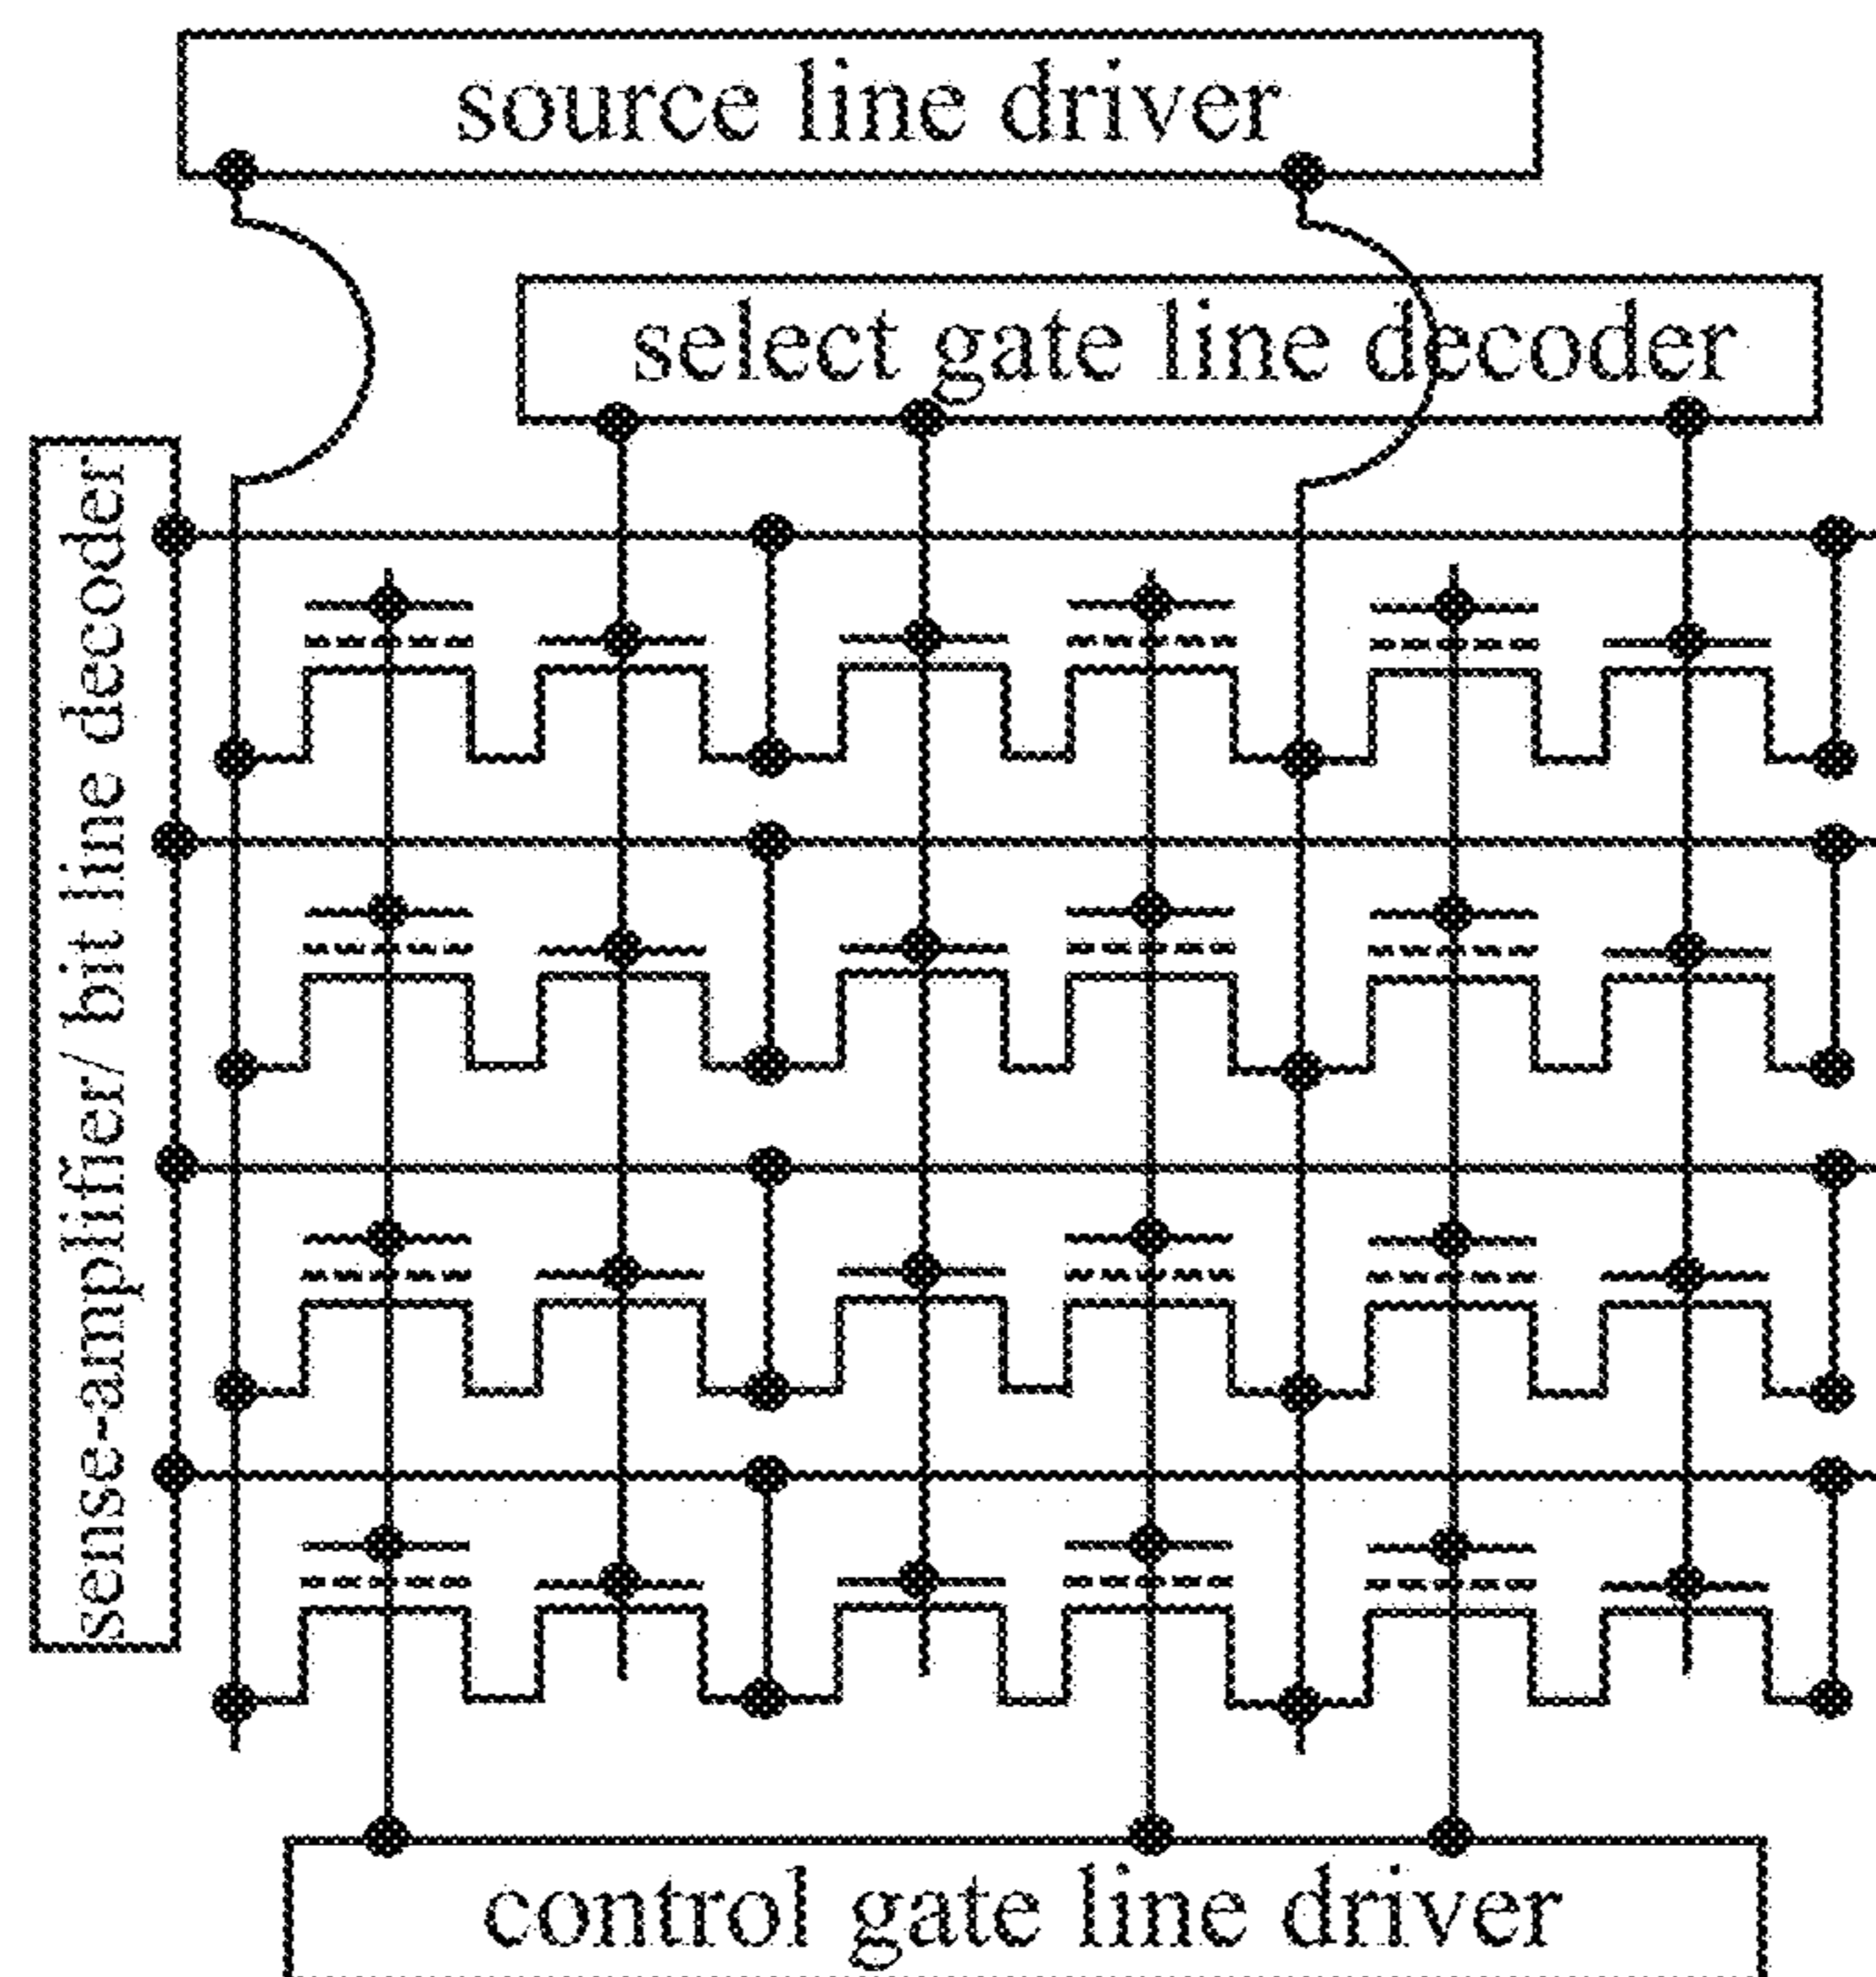 source line driver
select gate line decoder
sense-amplifier/ bit line decoder
control gate line driver